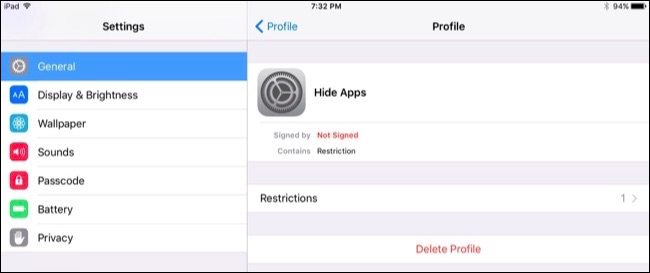 iPad 7:32 PM 94%
Settings
Profile Profile
General
Display & Brightness
Wallpaper
Sounds
Passcode
Battery
Privacy
Hide Apps
Signed by Not Signed
Contains Restriction
Restrictions 1
Delete Profile